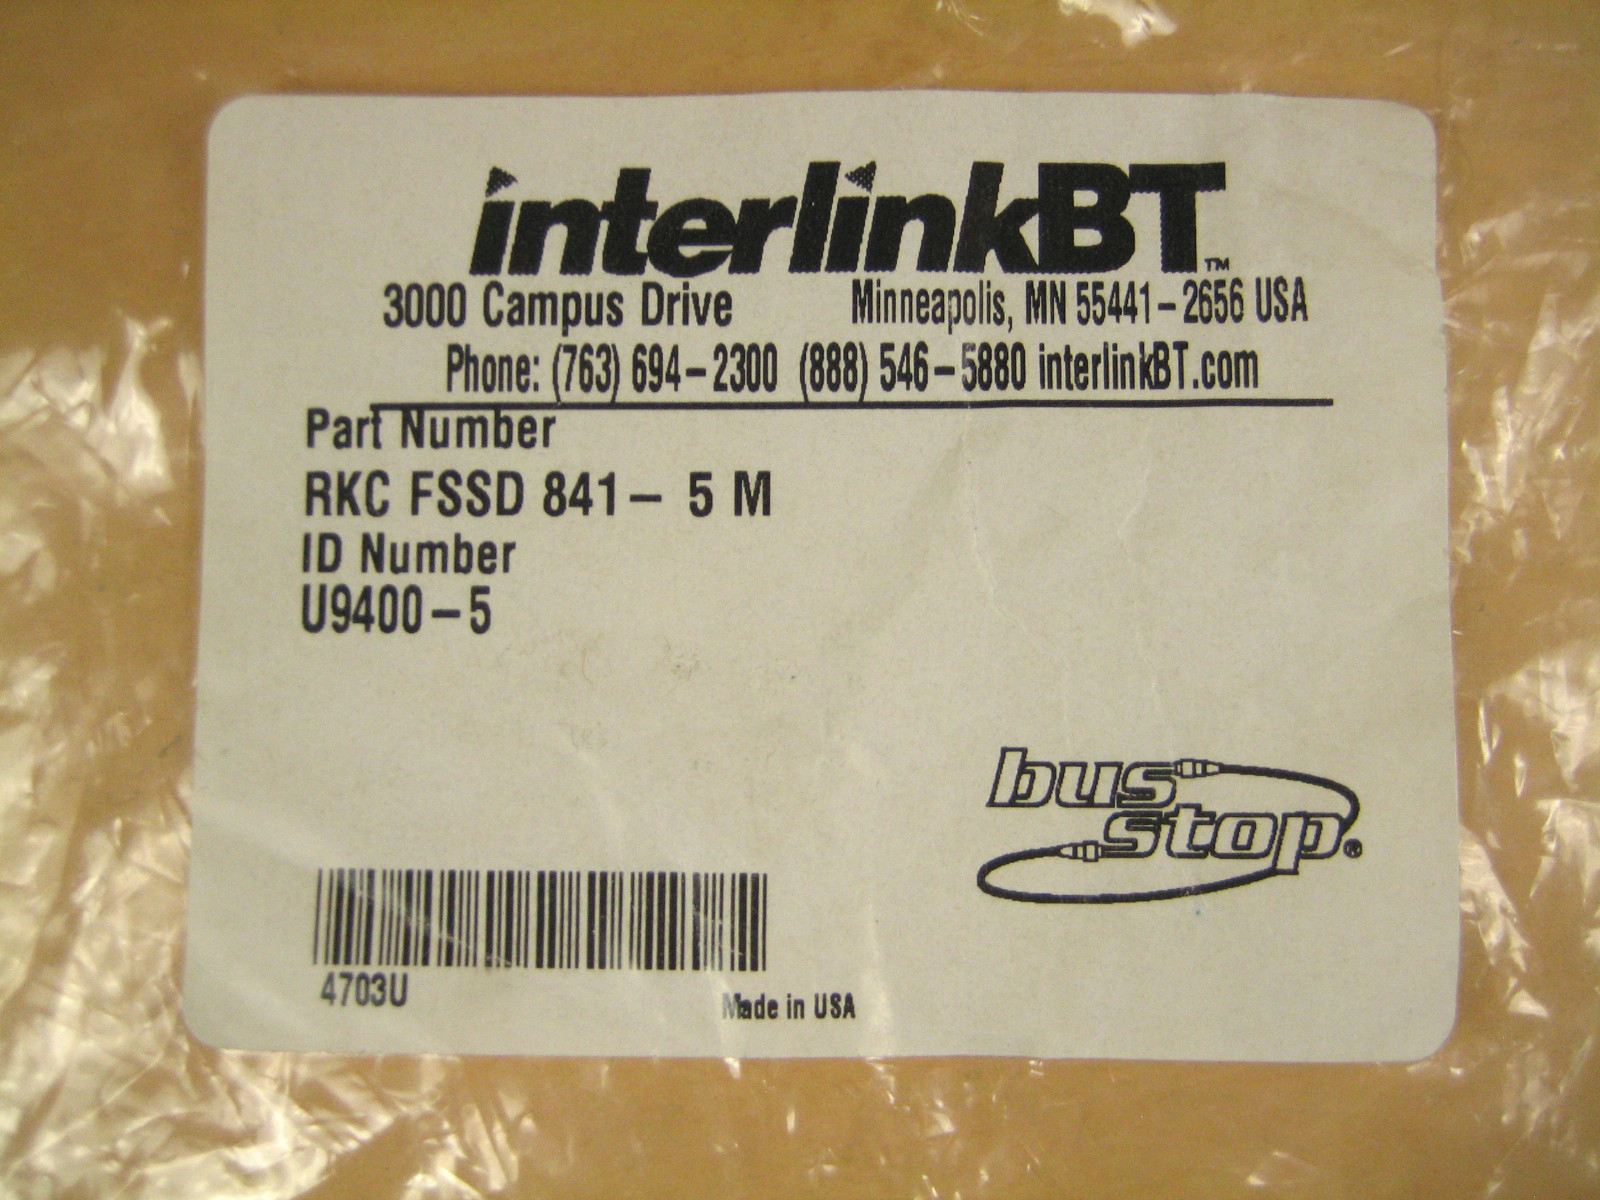 interlinkBT™
3000 Campus Drive Minneapolis, MN 55441-2656 USA
Phone: (763) 694-2300 (888) 546-5880 interlinkBT.com
Part Number
RKC FSSD 841- 5 M
ID Number
U9400-5
bus
stop®
4703U
Made in USA